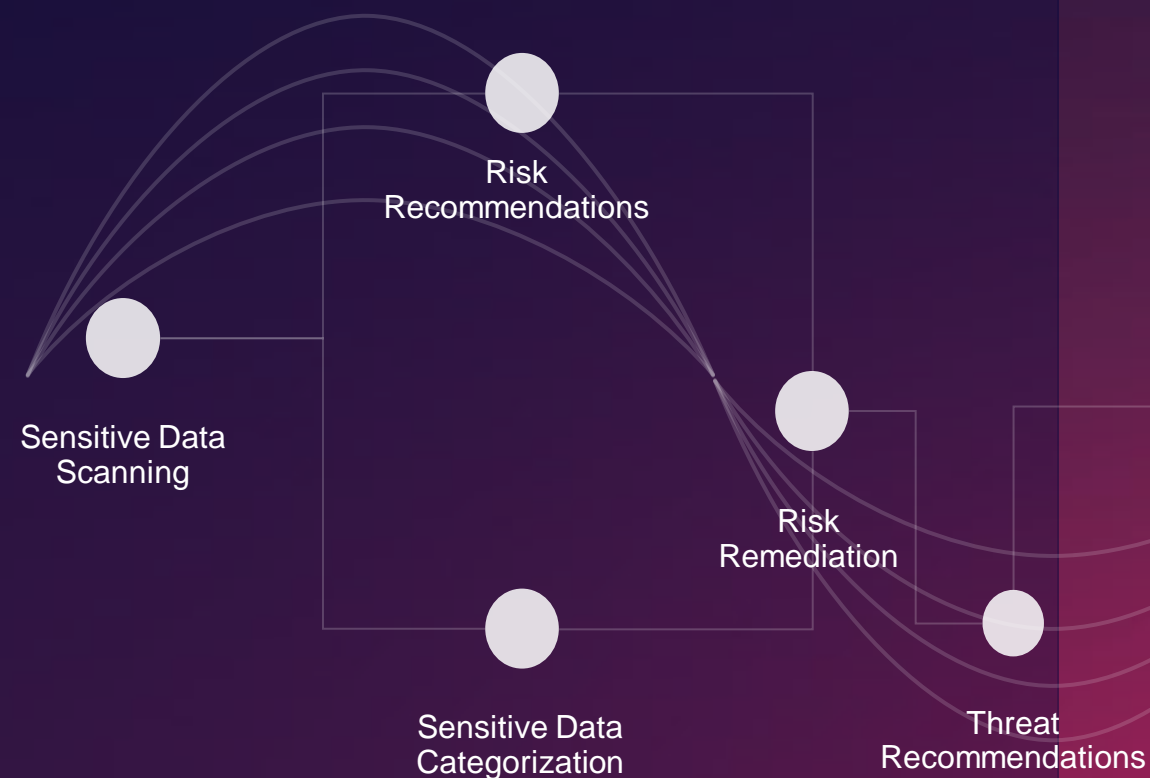 Risk
Recommendations
Sensitive Data
Scanning
Risk
Remediation
Sensitive Data
Categorization
Threat
Recommendations